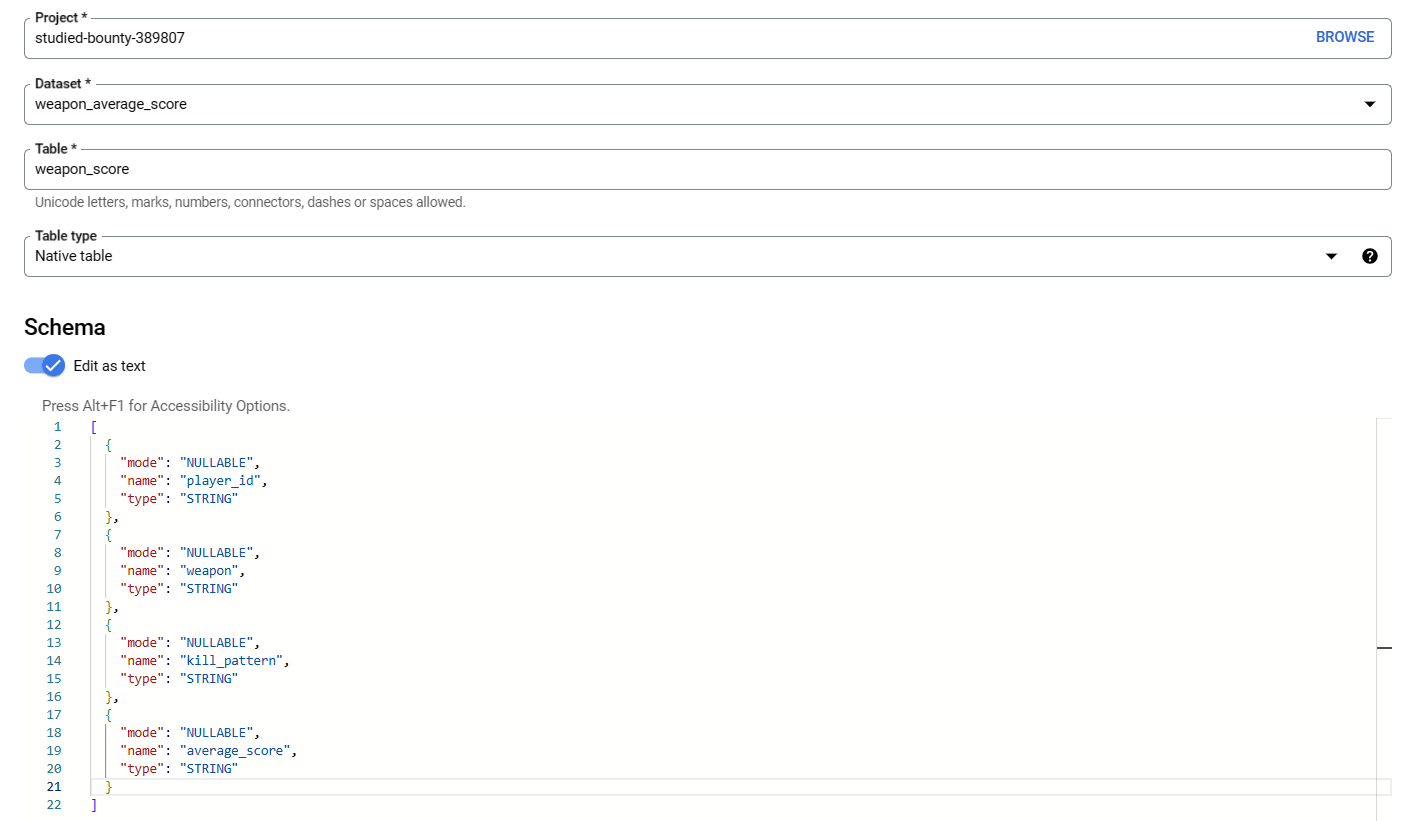 Project *
studied-bounty-389807 BROWSE
Dataset *
weapon_average_score
Table *
weapon_score
Unicode letters, marks, numbers, connectors, dashes or spaces allowed.
Table type
Native table
Schema
Edit as text
Press Alt+F1 for Accessibility Options.
1 [
2 {
3 "mode": "NULLABLE",
4 "name": "player_id",
5 "type": "STRING"
6 },
7 {
8 "mode": "NULLABLE",
9 "name": "weapon",
10 "type": "STRING"
11 },
12 {
13 "mode": "NULLABLE",
14 "name": "kill_pattern",
15 "type": "STRING"
16 },
17 {
18 "mode": "NULLABLE",
19 "name": "average_score",
20 "type": "STRING"
21 }
22 ]